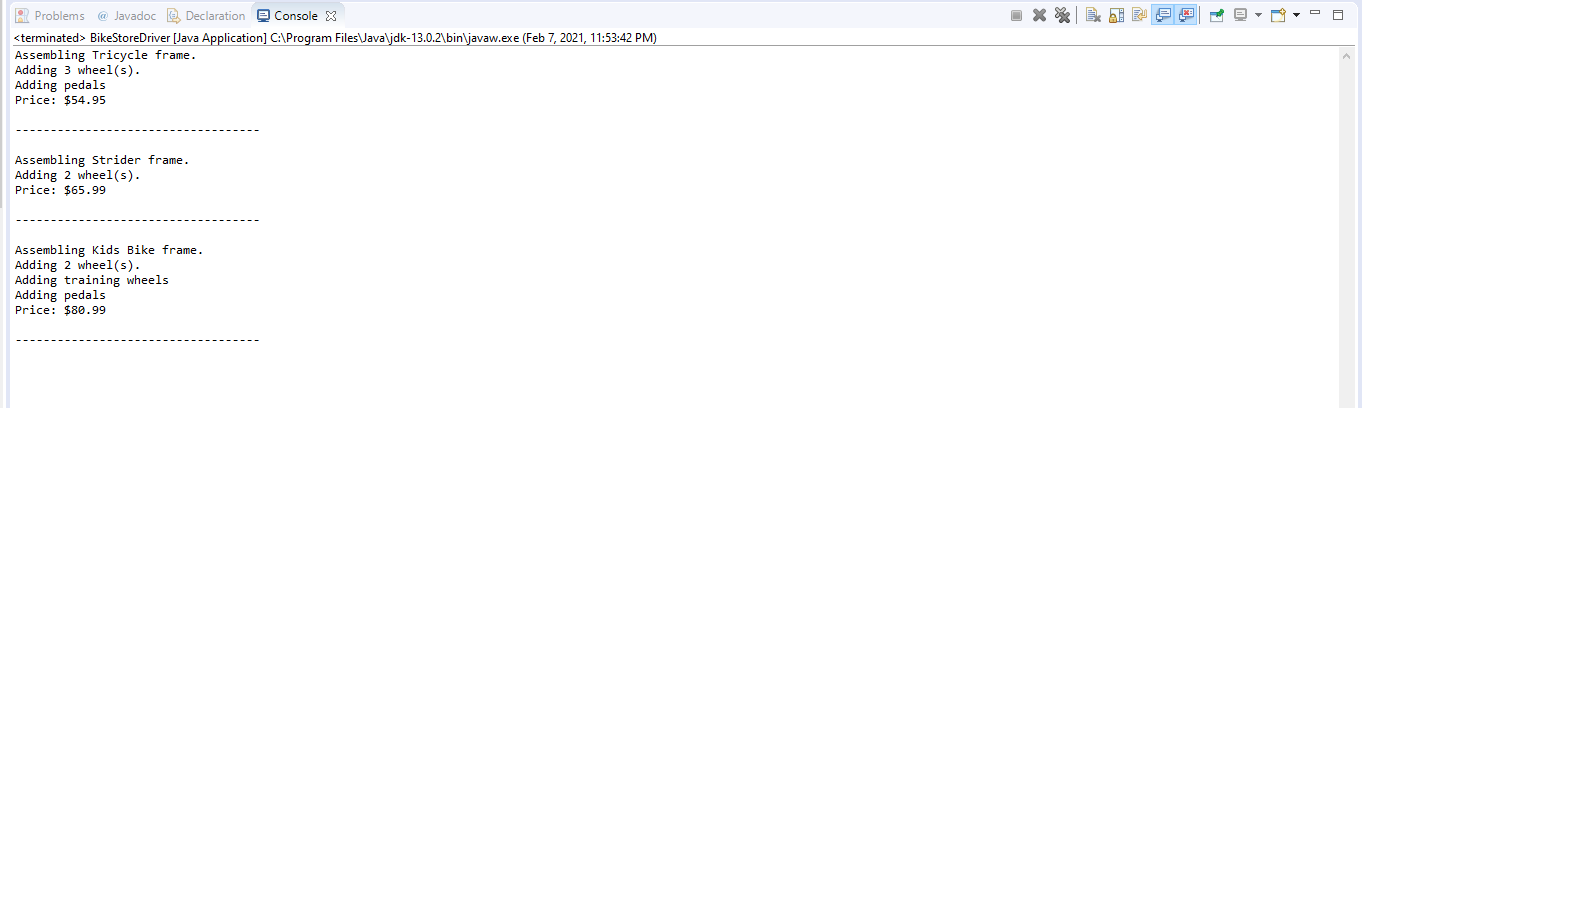 Problems @ Javadoc Declaration Console
<terminated> BikeStoreDriver [Java Application] C:\Program Files\Java\jdk-13.0.2\bin\javaw.exe (Feb 7, 2021, 11:53:42 PM)
Assembling Tricycle frame.
Adding 3 wheel(s).
Adding pedals
Price: $54.95
-----------------------------------
Assembling Strider frame.
Adding 2 wheel(s).
Price: $65.99
-----------------------------------
Assembling Kids Bike frame.
Adding 2 wheel(s).
Adding training wheels
Adding pedals
Price: $80.99
-----------------------------------